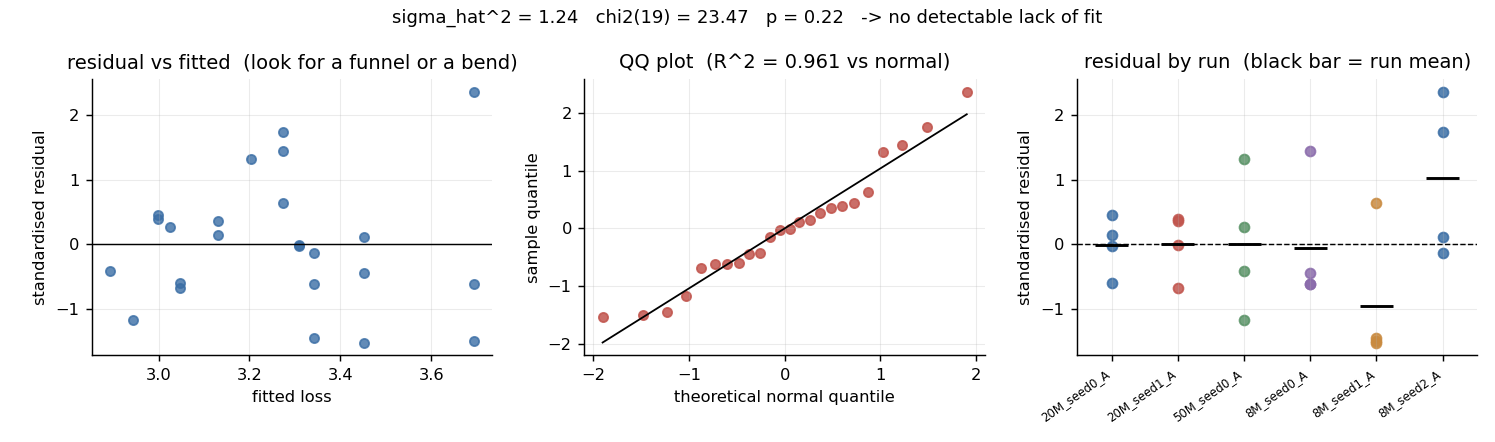 sigma_hat^2 = 1.24   chi2(19) = 23.47   p = 0.22   -> no detectable lack of fit
residual vs fitted  (look for a funnel or a bend)
standardised residual
2
1
0
−1
3.0 3.2 3.4 3.6
fitted loss
QQ plot  (R^2 = 0.961 vs normal)
sample quantile
2
1
0
−1
−2
−2 −1 0 1 2
theoretical normal quantile
residual by run  (black bar = run mean)
standardised residual
2
1
0
−1
20M_seed0_A
20M_seed1_A
50M_seed0_A
8M_seed0_A
8M_seed1_A
8M_seed2_A